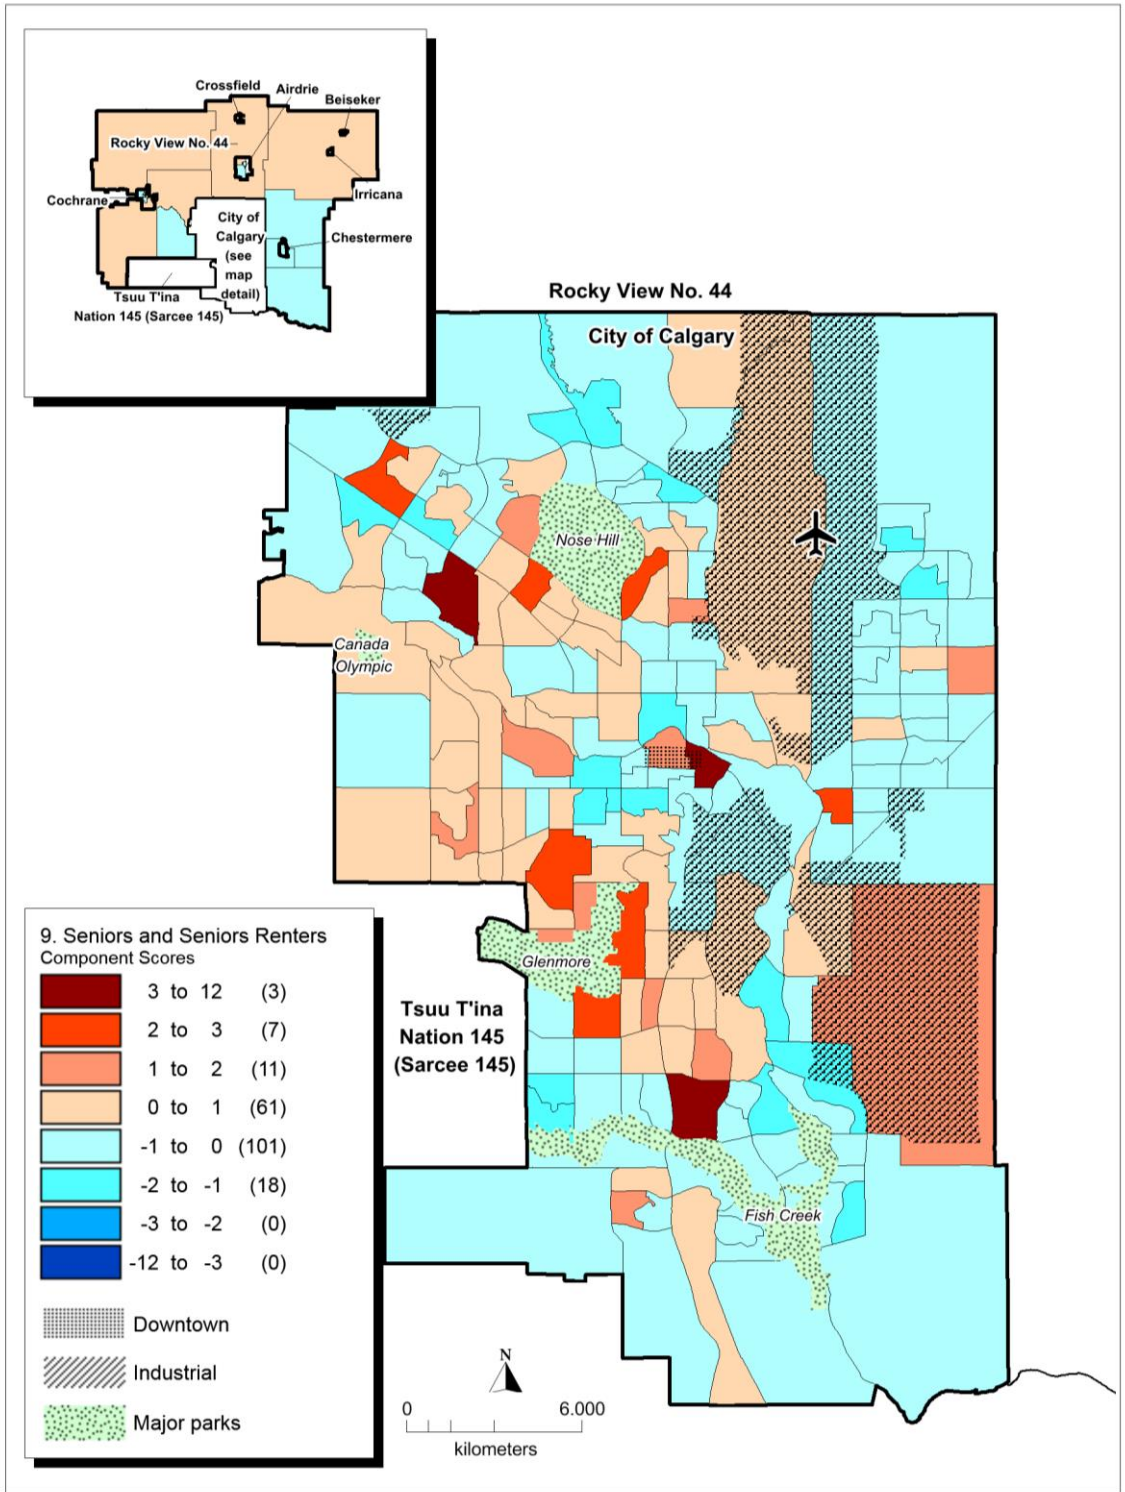 Crossfield
Airdrie
Beiseker
Rocky View No. 44
Cochrane
Irricana
City of
Calgary
(see
map
detail)
Chestermere
Tsuu T'ina
Nation 145 (Sarcee 145)
Rocky View No. 44
City of Calgary
Nose Hill
Canada
Olympic
Glenmore
Tsuu T'ina
Nation 145
(Sarcee 145)
Fish Creek
9. Seniors and Seniors Renters
Component Scores
3 to 12 (3)
2 to 3 (7)
1 to 2 (11)
0 to 1 (61)
-1 to 0 (101)
-2 to -1 (18)
-3 to -2 (0)
-12 to -3 (0)
Downtown
Industrial
Major parks
N
0 6.000
kilometers